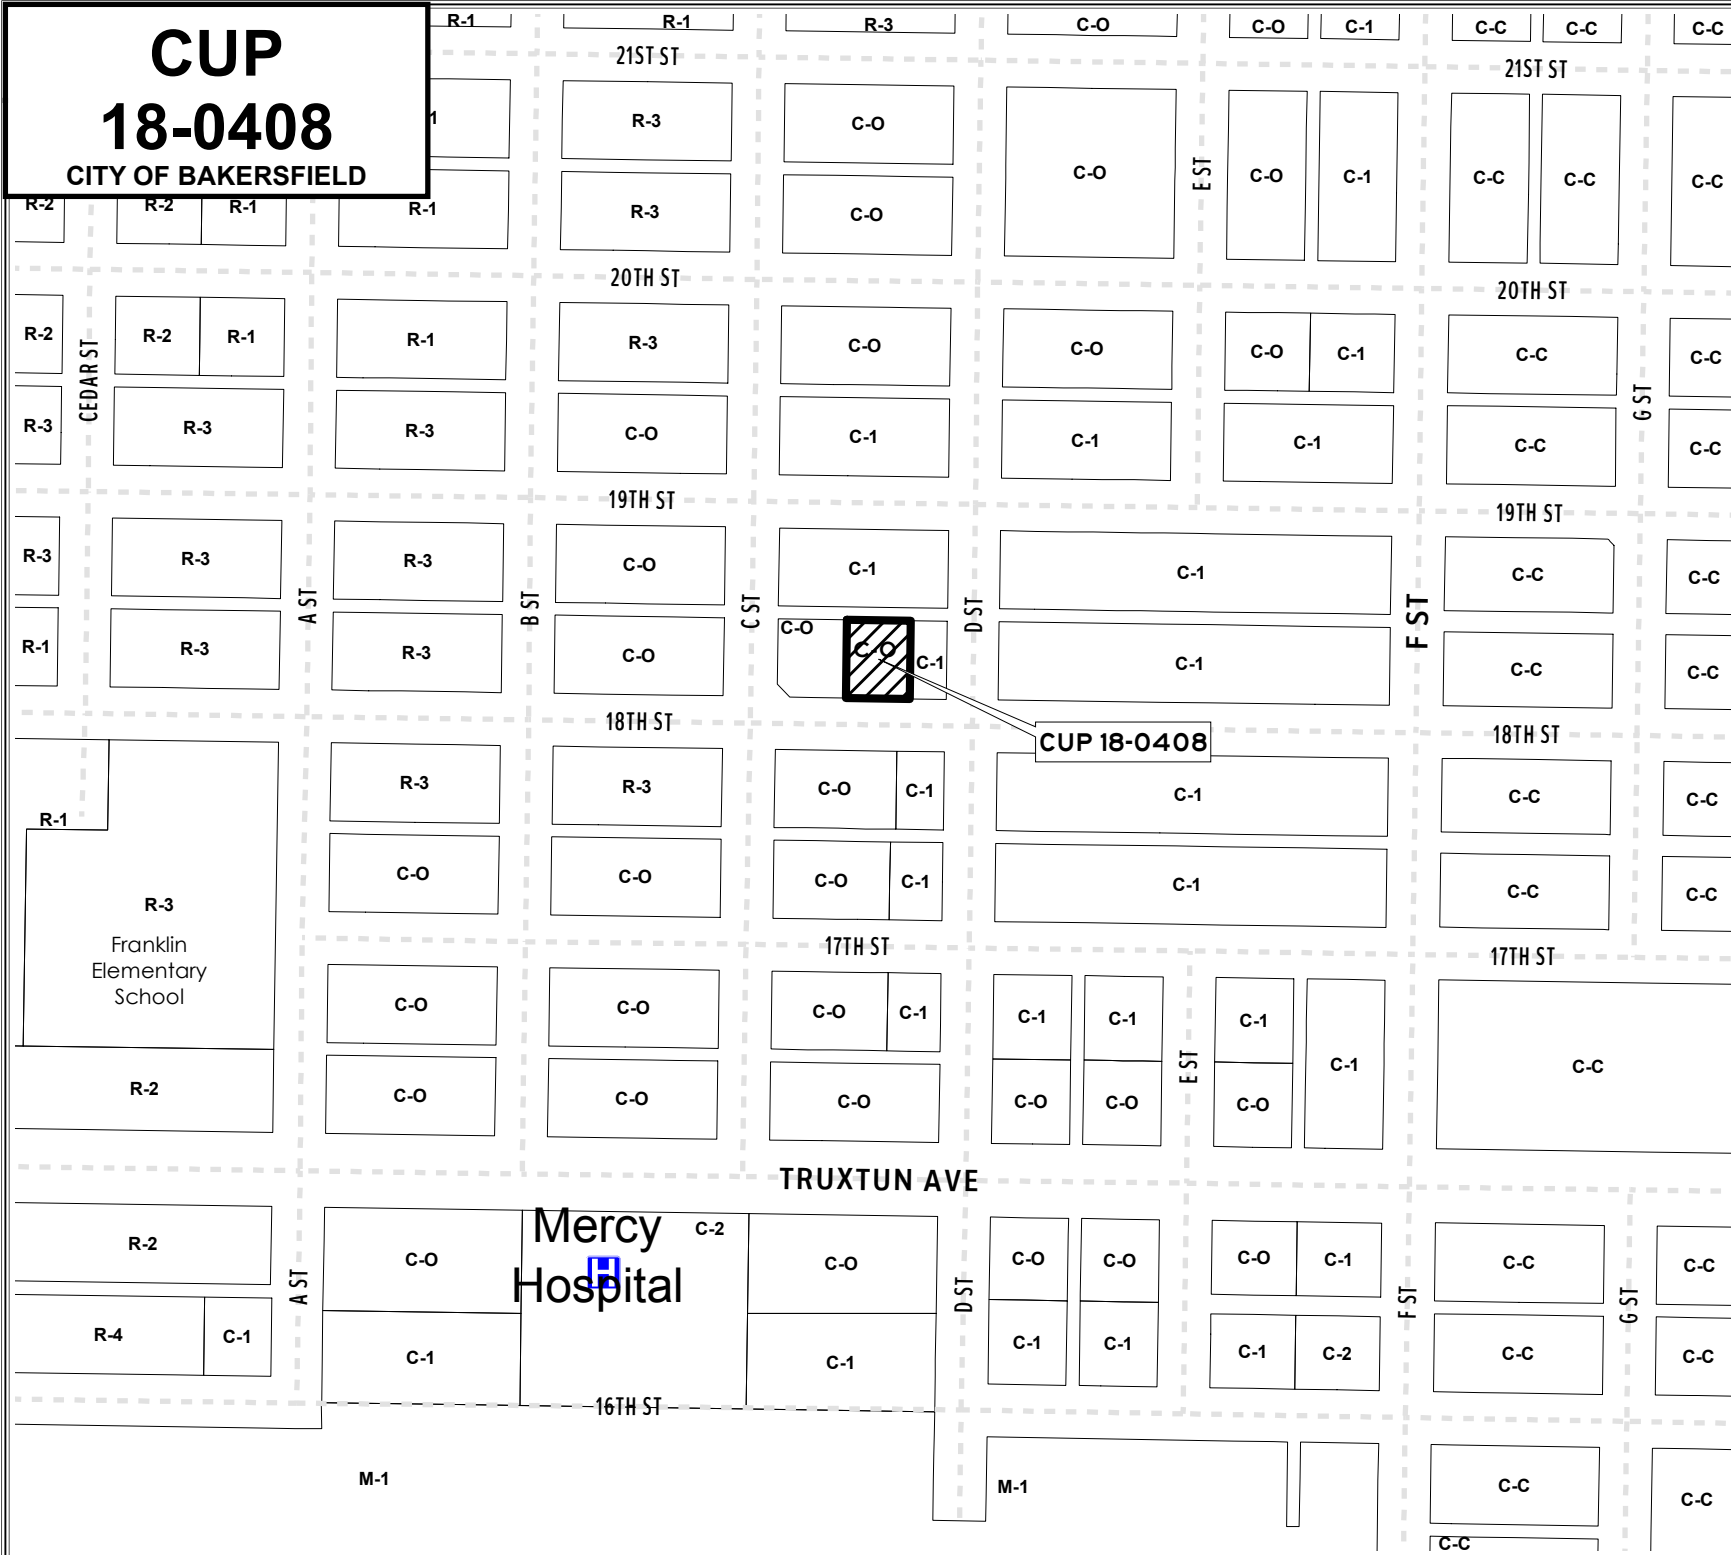 CUP
18-0408
CITY OF BAKERSFIELD
R-1 R-1 R-3 C-O C-O C-1 C-C C-C C-C
21ST ST 21ST ST
R-3 C-O C-O E ST C-O C-1 C-C C-C C-C
R-2 R-2 R-1 R-1 R-3 C-O
20TH ST 20TH ST
R-2 R-2 R-1 R-1 R-3 C-O C-O C-O C-1 C-C C-C
CEDAR ST G ST
R-3 R-3 R-3 C-O C-1 C-1 C-1 C-C C-C
19TH ST 19TH ST
R-3 R-3 R-3 C-O C-1 C-1 C-C C-C
A ST B ST C ST D ST F ST
R-1 R-3 R-3 C-O C-O C-O C-1 C-1 C-C C-C
18TH ST 18TH ST
CUP 18-0408
R-1 R-3 R-3 C-O C-1 C-1 C-C C-C
R-3 C-O C-O C-O C-1 C-1 C-C C-C
Franklin
Elementary
School
17TH ST 17TH ST
C-O C-O C-O C-1 C-1 C-1 C-1 C-1 C-C
E ST
R-2 C-O C-O C-O C-O C-O C-O
TRUXTUN AVE
R-2 C-O C-2 C-O C-O C-O C-O C-1 C-C C-C
Mercy
H
Hospital
A ST D ST F ST G ST
R-4 C-1 C-1 C-1 C-1 C-1 C-1 C-2 C-C C-C
16TH ST
M-1 M-1 C-C C-C
C-C